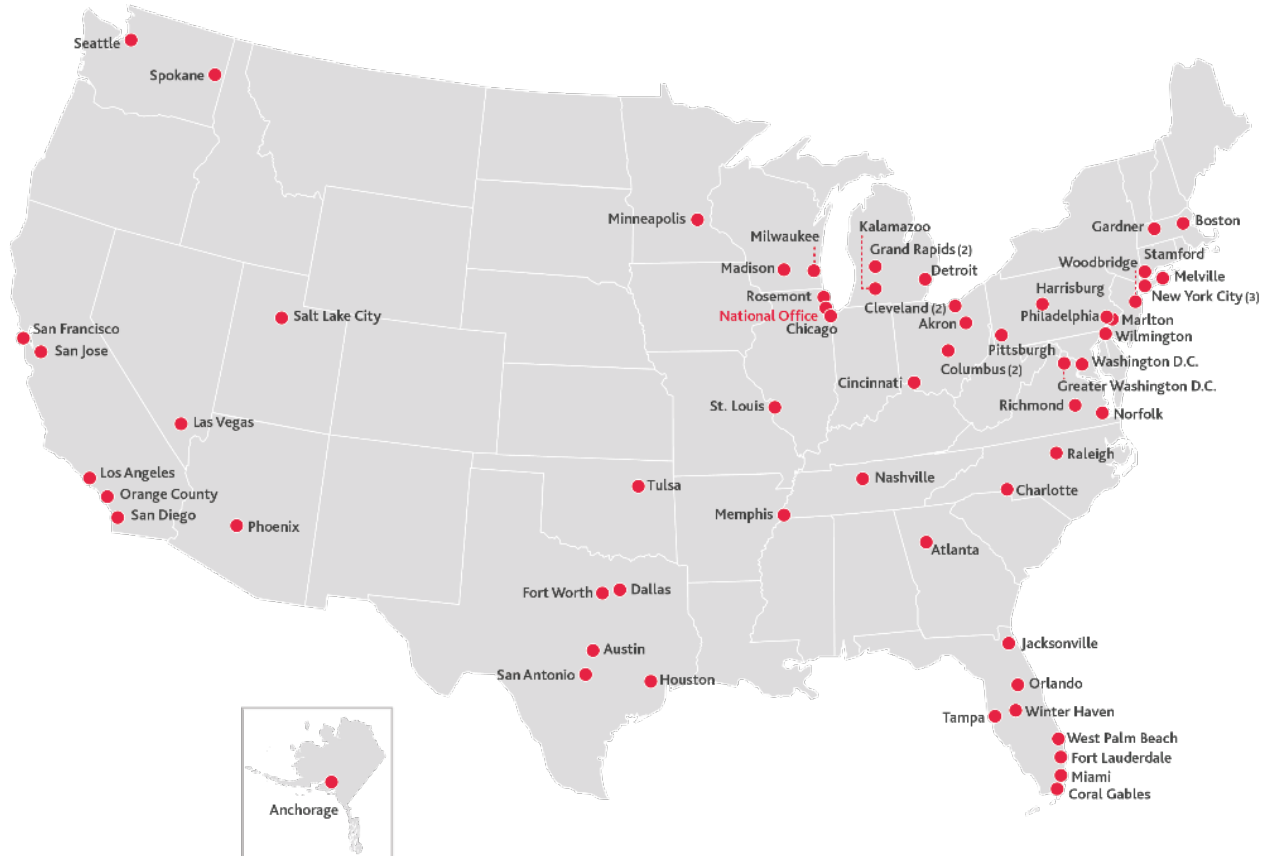 Seattle
Spokane
Minneapolis
Milwaukee
Kalamazoo
Grand Rapids (2)
Gardner
Boston
Madison
Detroit
Woodbridge
Stamford
Melville
Rosemont
Cleveland (2)
Harrisburg
New York City (3)
National Office
Philadelphia
Marlton
Salt Lake City
Chicago
Akron
Wilmington
San Francisco
San Jose
Pittsburgh
Washington D.C.
Columbus (2)
Cincinnati
Greater Washington D.C.
St. Louis
Richmond
Norfolk
Las Vegas
Raleigh
Los Angeles
Orange County
San Diego
Phoenix
Tulsa
Nashville
Charlotte
Memphis
Atlanta
Fort Worth
Dallas
Austin
San Antonio
Houston
Jacksonville
Orlando
Tampa
Winter Haven
West Palm Beach
Fort Lauderdale
Miami
Coral Gables
Anchorage